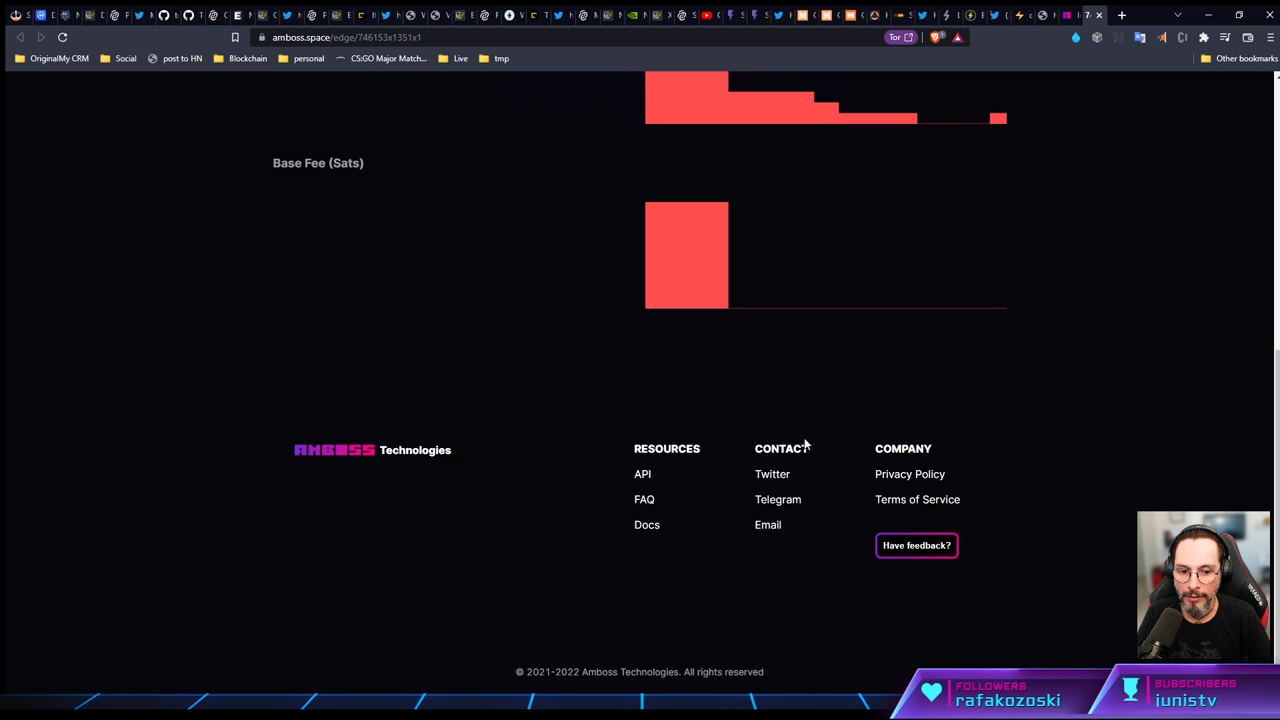 amboss.space/edge/746153x1351x1
Tor
OriginalMy CRM
Social
post to HN
Blockchain
personal
CS:GO Major Match...
Live
tmp
Other bookmarks
Base Fee (Sats)
AMBOSS Technologies
RESOURCES
CONTACT
COMPANY
API
Twitter
Privacy Policy
FAQ
Telegram
Terms of Service
Docs
Email
Have feedback?
© 2021-2022 Amboss Technologies. All rights reserved
FOLLOWERS
rafakozoski
SUBSCRIBERS
junistv